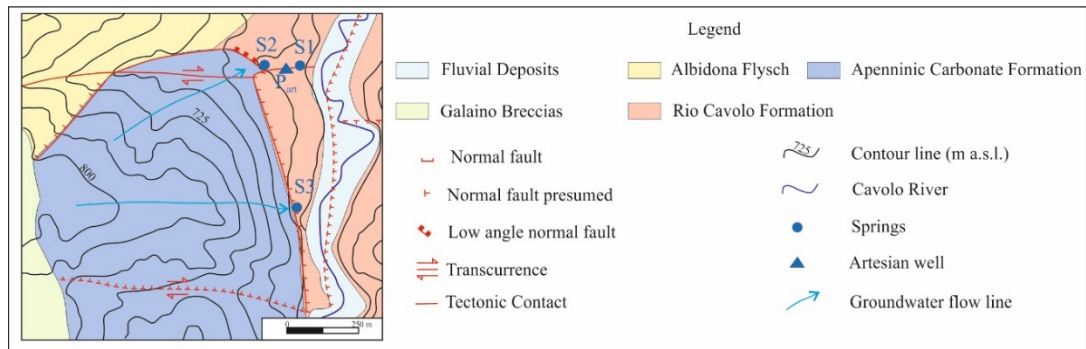 S2
S1
P art
725
800
S3
0
250 m
Legend
Fluvial Deposits
Albidona Flysch
Apenninic Carbonate Formation
Galaino Breccias
Rio Cavolo Formation
Normal fault
Normal fault presumed
Low angle normal fault
Transcurrence
Tectonic Contact
725
Contour line (m a.s.l.)
Cavolo River
Springs
Artesian well
Groundwater flow line